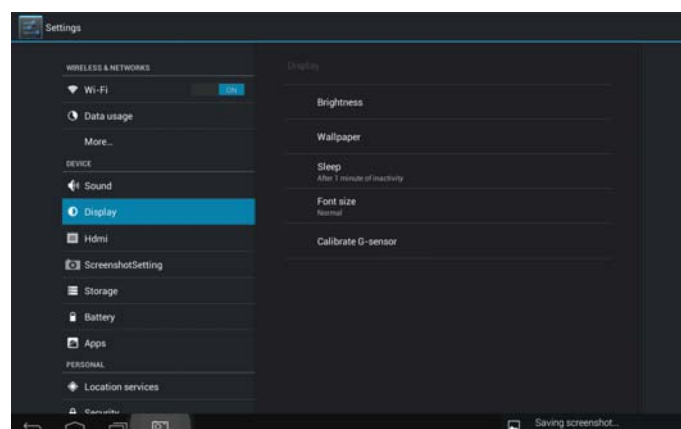 Settings
WIRELESS & NETWORKS
Wi-Fi
ON
Data usage
More...
DEVICE
Sound
Display
Hdmi
ScreenshotSetting
Storage
Battery
Apps
PERSONAL
Location services
Security
Display
Brightness
Wallpaper
Sleep
After 1 minute of inactivity
Font size
Normal
Calibrate G-sensor
Saving screenshot...